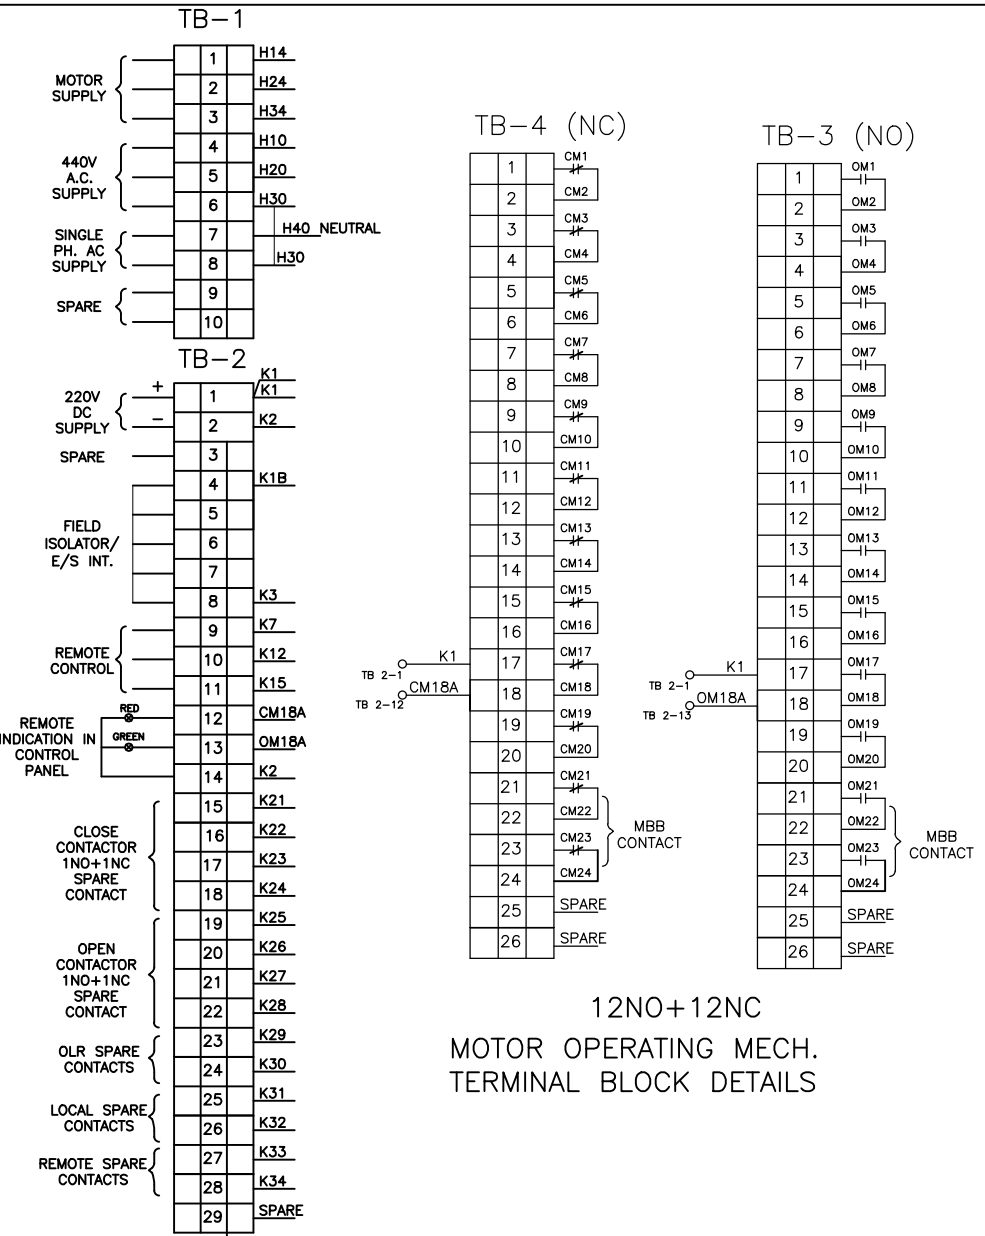 TB-1
MOTOR
SUPPLY
1 H14
2 H24
3 H34
440V
A.C.
SUPPLY
4 H10
5 H20
6 H30
SINGLE
PH. AC
SUPPLY
7 H40 NEUTRAL
8 H30
SPARE
9
10
TB-2
K1
220V
DC
SUPPLY
+ 1 K1
- 2 K2
SPARE 3
FIELD
ISOLATOR/
E/S INT.
4 K1B
5
6
7
8 K3
REMOTE
CONTROL
9 K7
10 K12
11 K15
REMOTE
INDICATION IN
CONTROL
PANEL
RED 12 CM18A
GREEN 13 OM18A
14 K2
CLOSE
CONTACTOR
1NO+1NC
SPARE
CONTACT
15 K21
16 K22
17 K23
18 K24
OPEN
CONTACTOR
1NO+1NC
SPARE
CONTACT
19 K25
20 K26
21 K27
22 K28
OLR SPARE
CONTACTS
23 K29
24 K30
LOCAL SPARE
CONTACTS
25 K31
26 K32
REMOTE SPARE
CONTACTS
27 K33
28 K34
29 SPARE
TB-4 (NC)
1 CM1
2 CM2
3 CM3
4 CM4
5 CM5
6 CM6
7 CM7
8 CM8
9 CM9
10 CM10
11 CM11
12 CM12
13 CM13
14 CM14
15 CM15
16 CM16
TB 2-1 K1 17 CM17
TB 2-12 CM18A 18 CM18
19 CM19
20 CM20
21 CM21
22 CM22
23 CM23
24 CM24
MBB
CONTACT
25 SPARE
26 SPARE
TB-3 (NO)
1 OM1
2 OM2
3 OM3
4 OM4
5 OM5
6 OM6
7 OM7
8 OM8
9 OM9
10 OM10
11 OM11
12 OM12
13 OM13
14 OM14
15 OM15
16 OM16
TB 2-1 K1 17 OM17
TB 2-13 OM18A 18 OM18
19 OM19
20 OM20
21 OM21
22 OM22
23 OM23
24 OM24
MBB
CONTACT
25 SPARE
26 SPARE
12NO+12NC
MOTOR OPERATING MECH.
TERMINAL BLOCK DETAILS